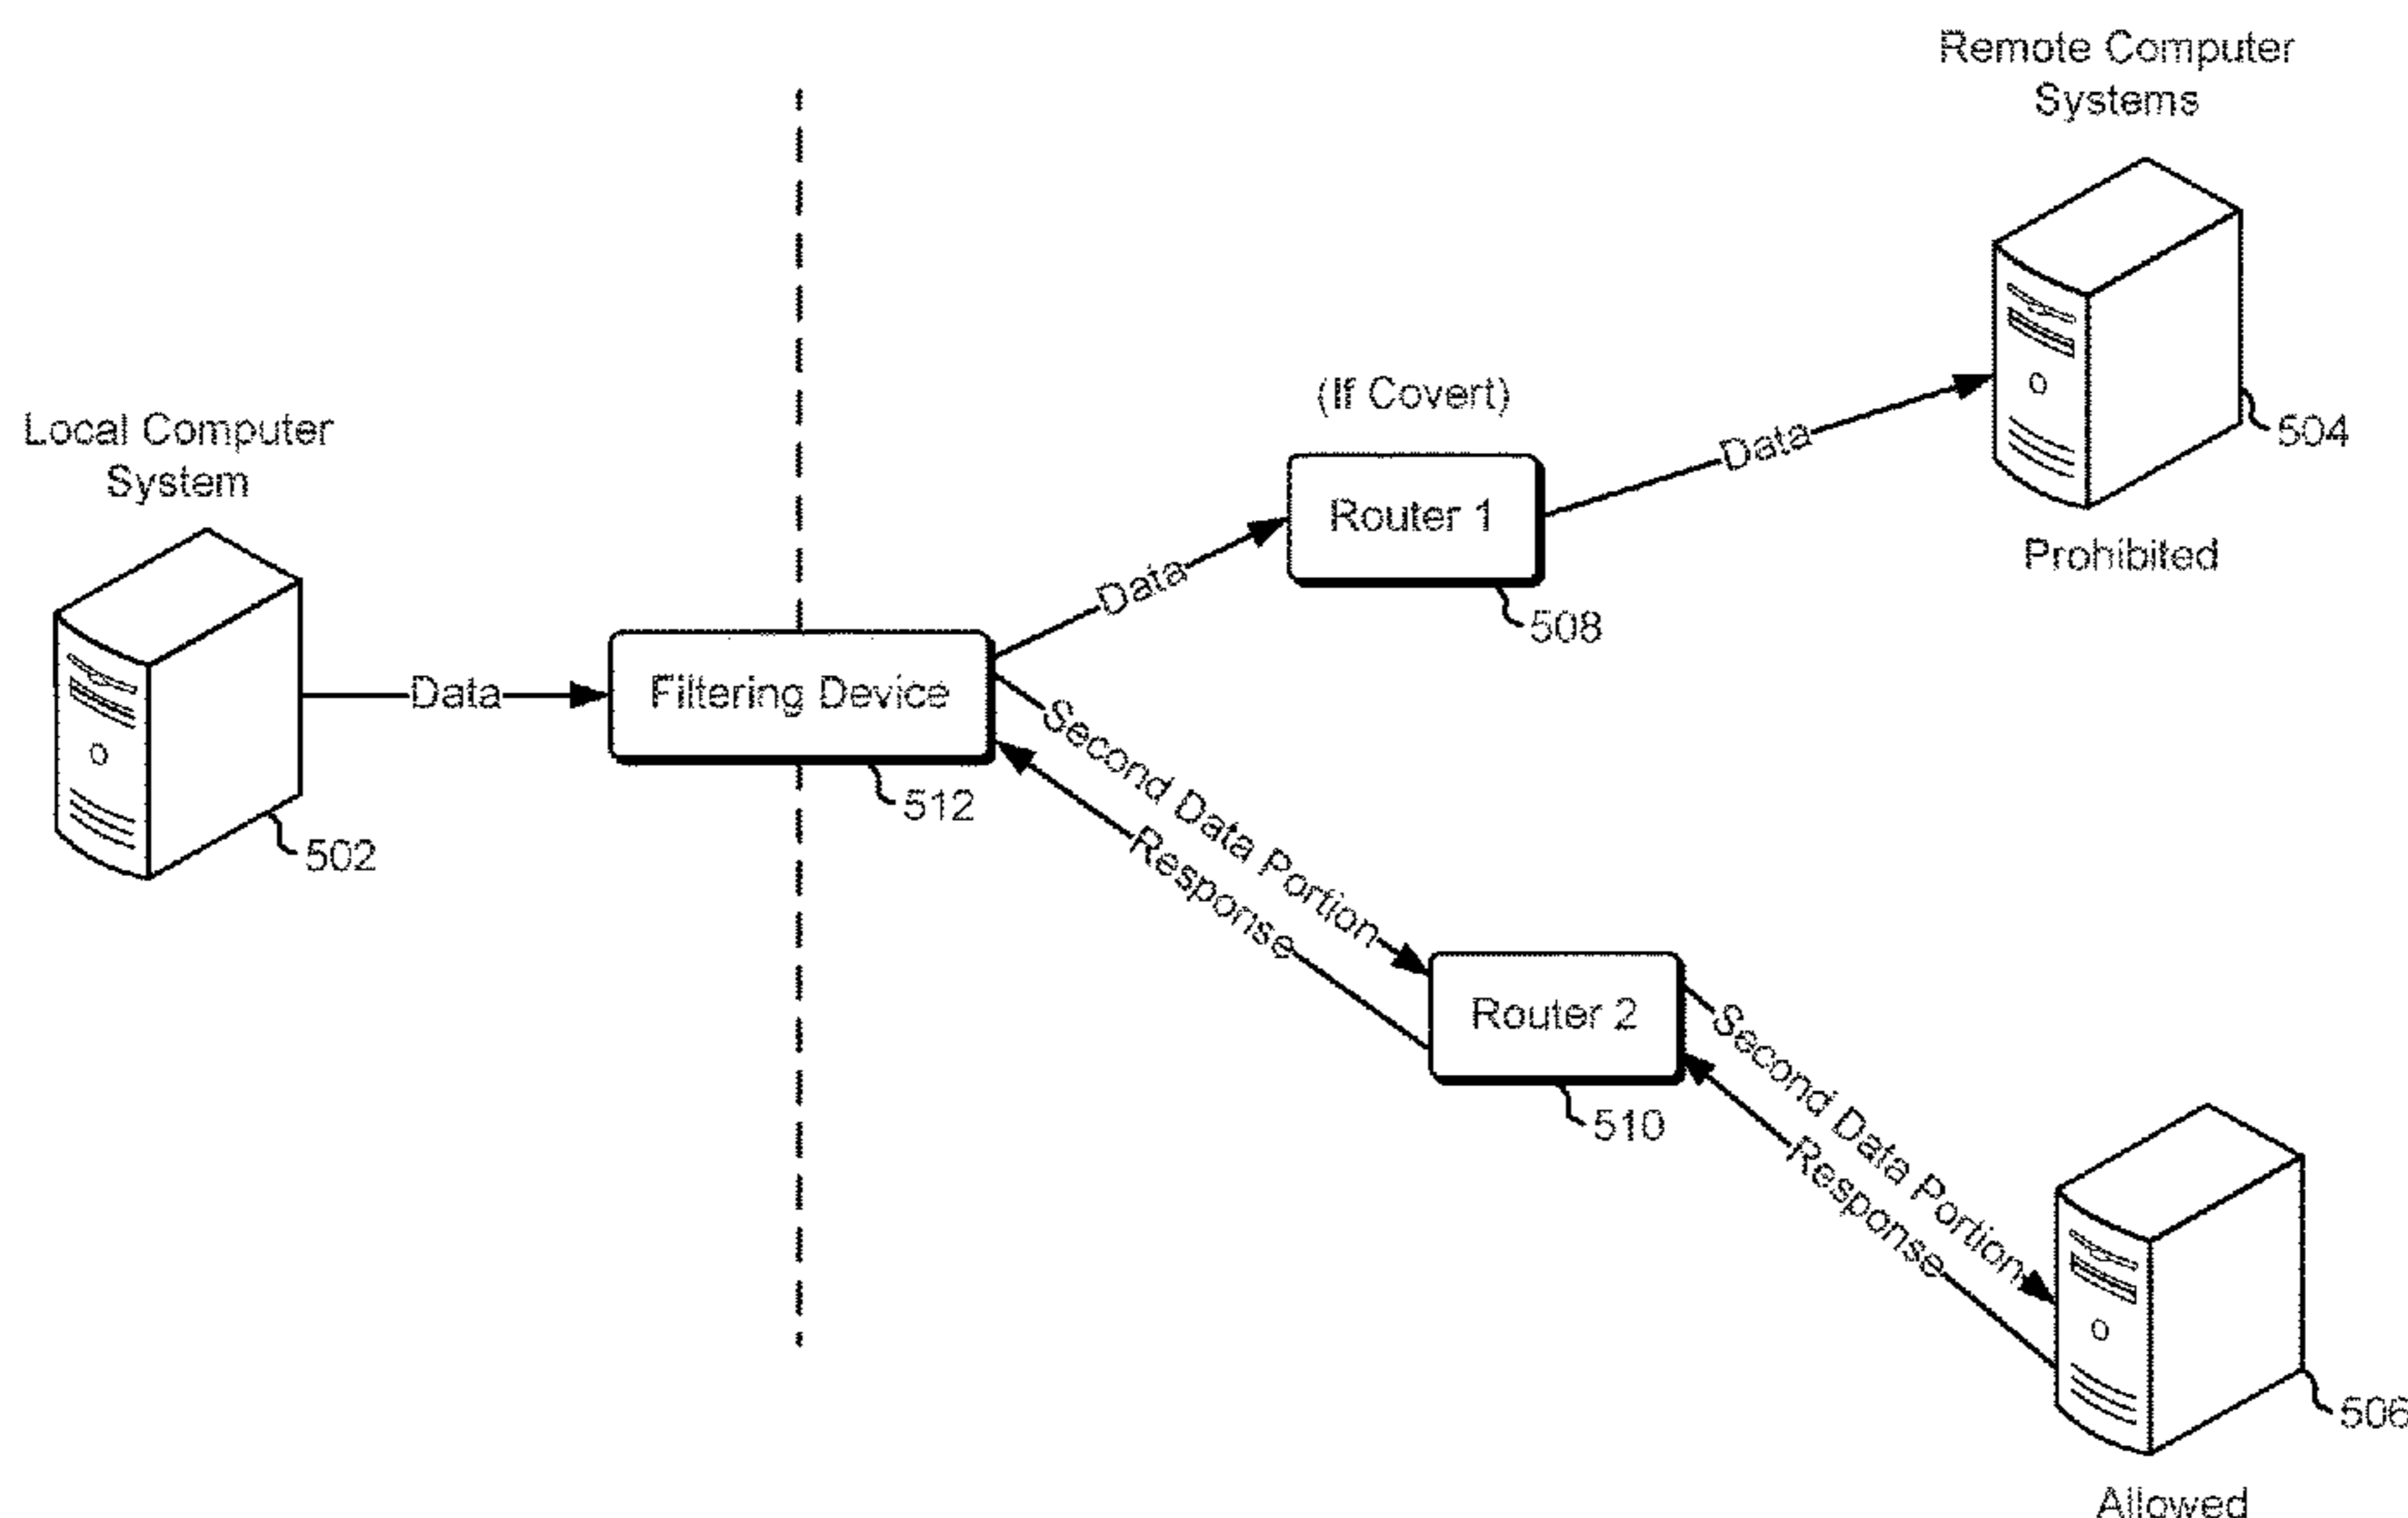 Remote Computer
Systems
504
Prohibited
(If Covert)
Router 1
508
Data
Data
Local Computer
System
502
Data
Filtering Device
512
Second Data Portion
Response
Router 2
510
Second Data Portion
Response
506
Allowed